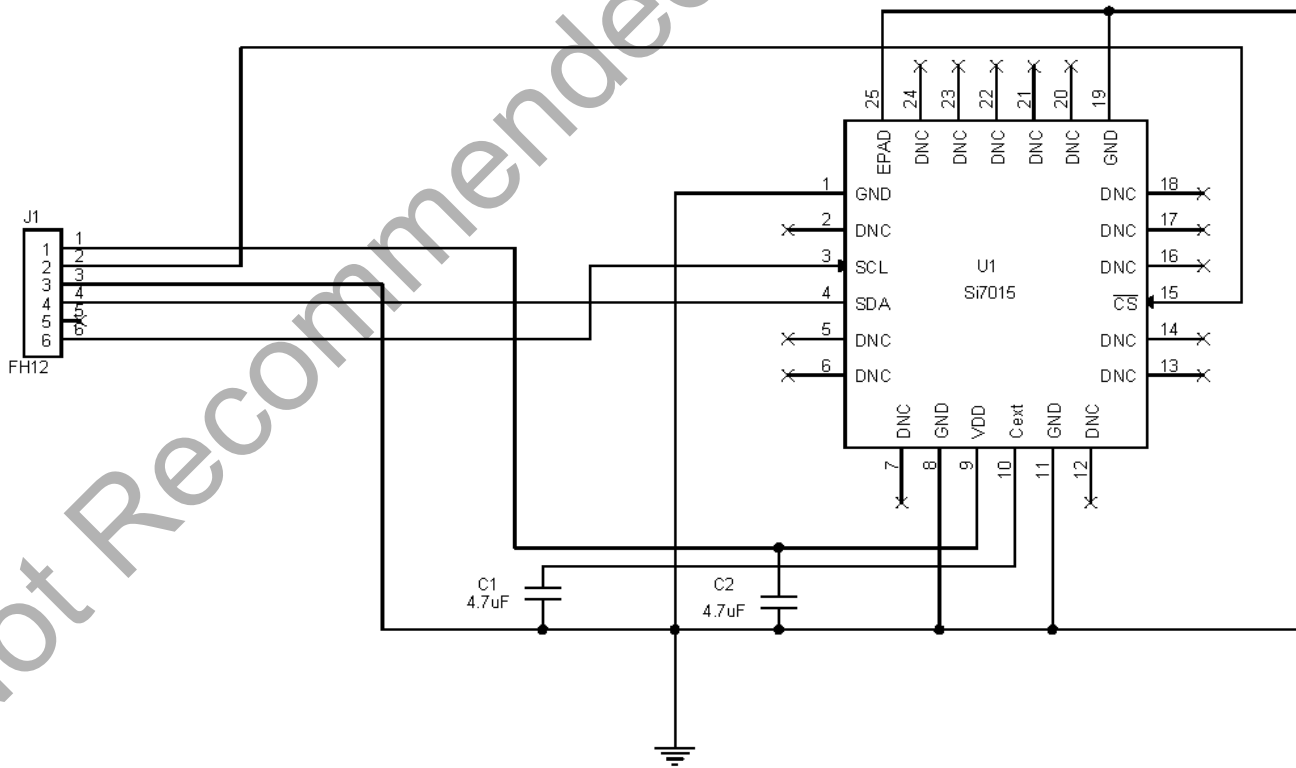 Not Recommended
25
24
23
22
21
20
19
EPAD
DNC
DNC
DNC
DNC
DNC
GND
1
GND
DNC
18
2
DNC
DNC
17
3
SCL
U1
DNC
16
4
SDA
Si7015
CS
15
5
DNC
DNC
14
6
DNC
DNC
13
DNC
GND
VDD
Cext
GND
DNC
7
8
9
10
11
12
J1
1
1
2
2
3
3
4
4
5
5
6
6
FH12
C1
4.7uF
C2
4.7uF